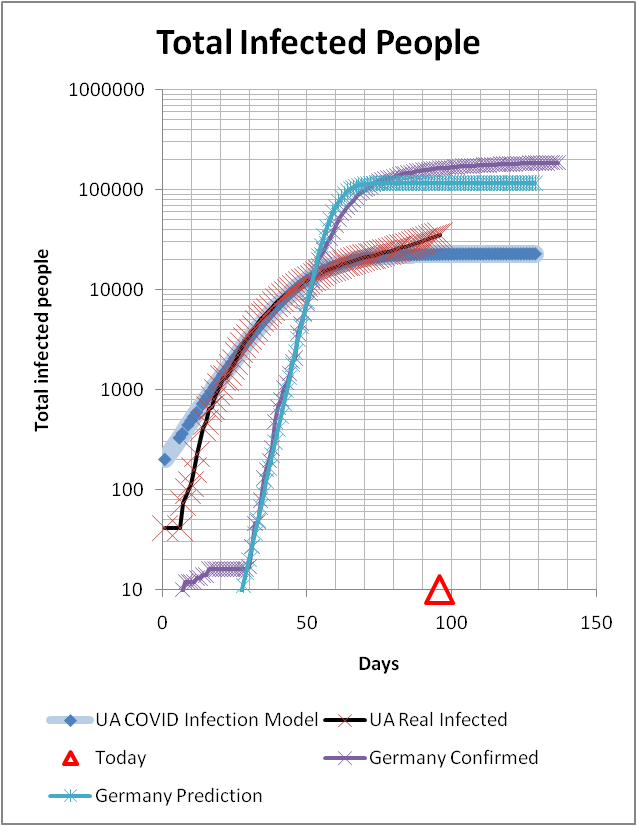 Total Infected People
1000000
100000
10000
1000
100
10
Total infected people
0 50 100 150
Days
UA COVID Infection Model UA Real Infected
Today Germany Confirmed
Germany Prediction